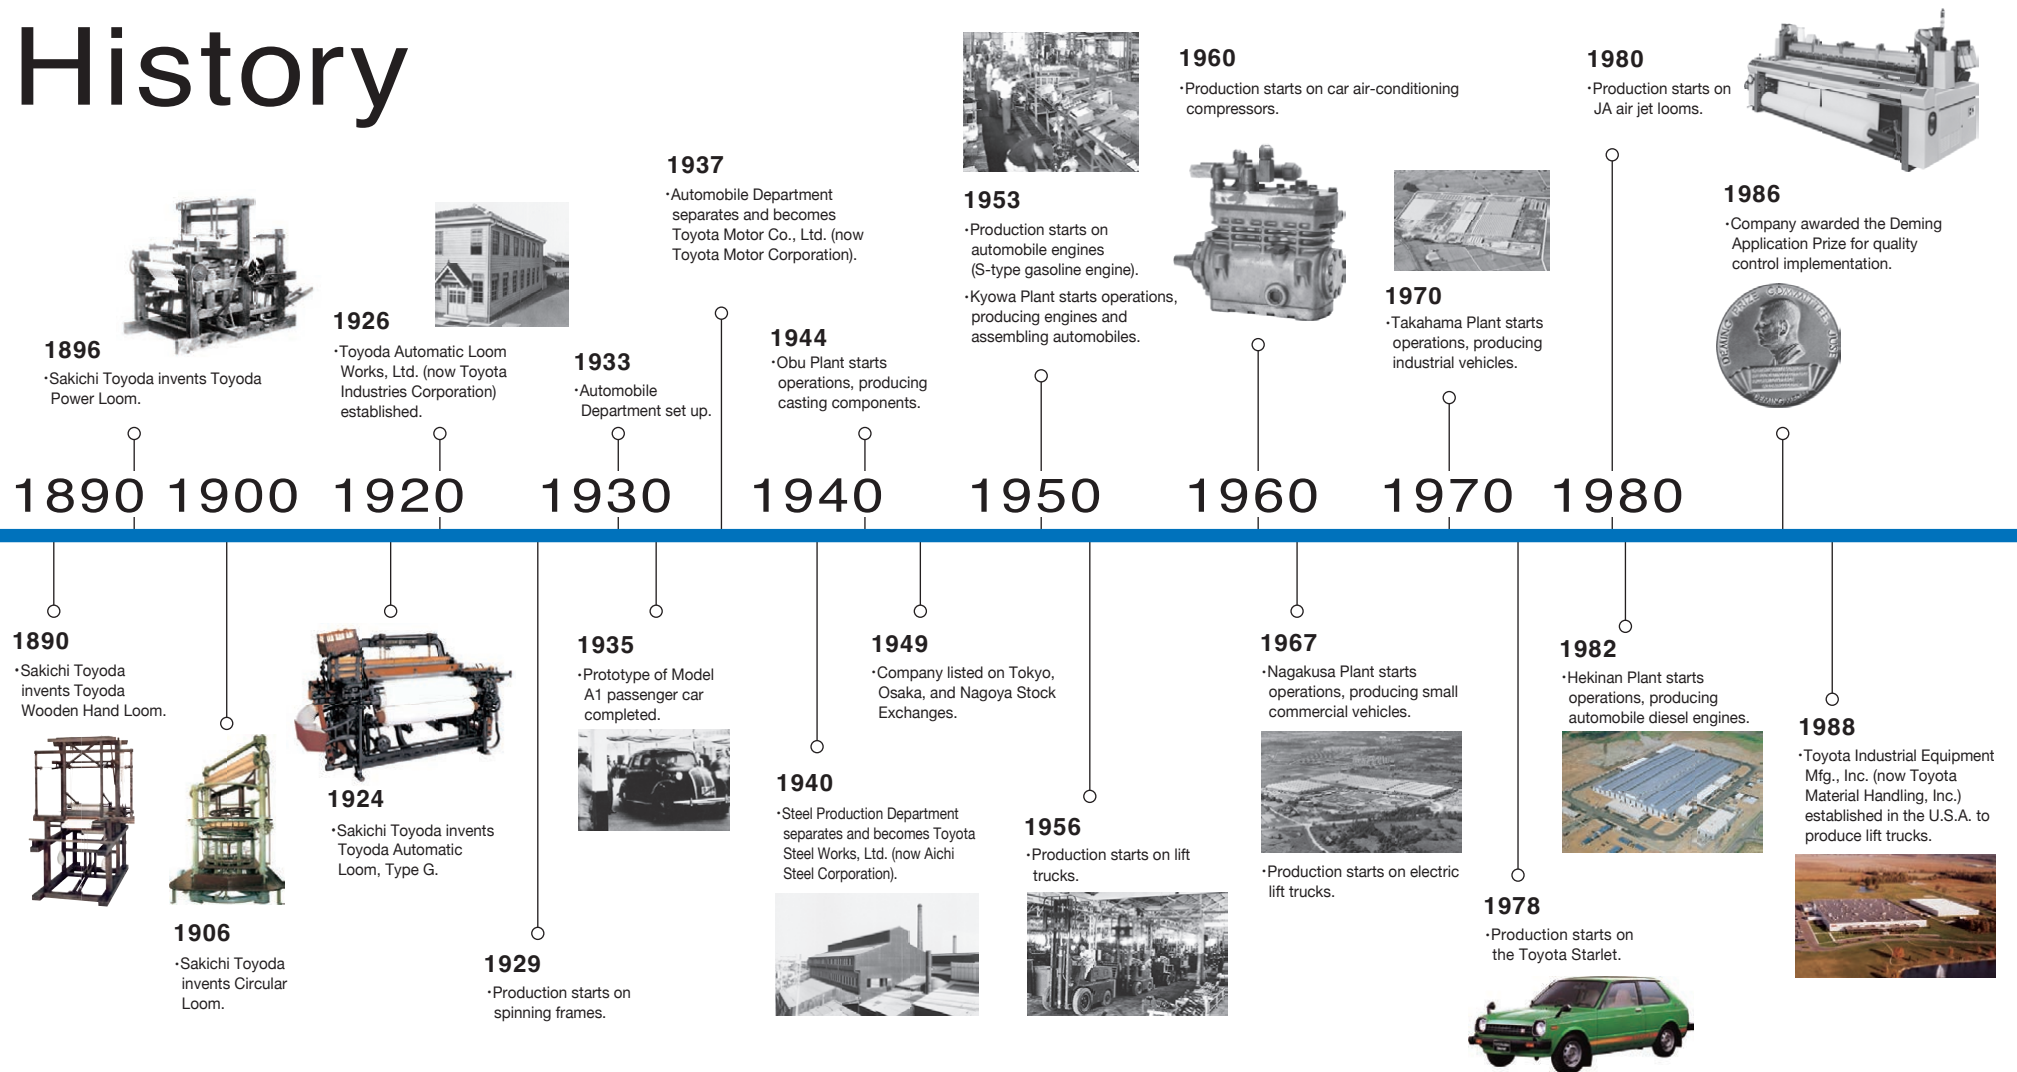 History
1896
･Sakichi Toyoda invents Toyoda
Power Loom.
1926
･Toyoda Automatic Loom
Works, Ltd. (now Toyota
Industries Corporation)
established.
1933
･Automobile
Department set up.
1937
･Automobile Department
separates and becomes
Toyota Motor Co., Ltd. (now
Toyota Motor Corporation).
1944
･Obu Plant starts
operations, producing
casting components.
1953
･Production starts on
automobile engines
(S-type gasoline engine).
･Kyowa Plant starts operations,
producing engines and
assembling automobiles.
1960
･Production starts on car air-conditioning
compressors.
1970
･Takahama Plant starts
operations, producing
industrial vehicles.
1980
･Production starts on
JA air jet looms.
1986
･Company awarded the Deming
Application Prize for quality
control implementation.
DEMING PRIZE COMMITTEE JUSE
1890 1900 1920 1930 1940 1950 1960 1970 1980
1890
･Sakichi Toyoda
invents Toyoda
Wooden Hand Loom.
1906
･Sakichi Toyoda
invents Circular
Loom.
1924
･Sakichi Toyoda invents
Toyoda Automatic
Loom, Type G.
1929
･Production starts on
spinning frames.
1935
･Prototype of Model
A1 passenger car
completed.
1940
･Steel Production Department
separates and becomes Toyota
Steel Works, Ltd. (now Aichi
Steel Corporation).
1949
･Company listed on Tokyo,
Osaka, and Nagoya Stock
Exchanges.
1956
･Production starts on lift
trucks.
1967
･Nagakusa Plant starts
operations, producing small
commercial vehicles.
･Production starts on electric
lift trucks.
1978
･Production starts on
the Toyota Starlet.
1982
･Hekinan Plant starts
operations, producing
automobile diesel engines.
1988
･Toyota Industrial Equipment
Mfg., Inc. (now Toyota
Material Handling, Inc.)
established in the U.S.A. to
produce lift trucks.